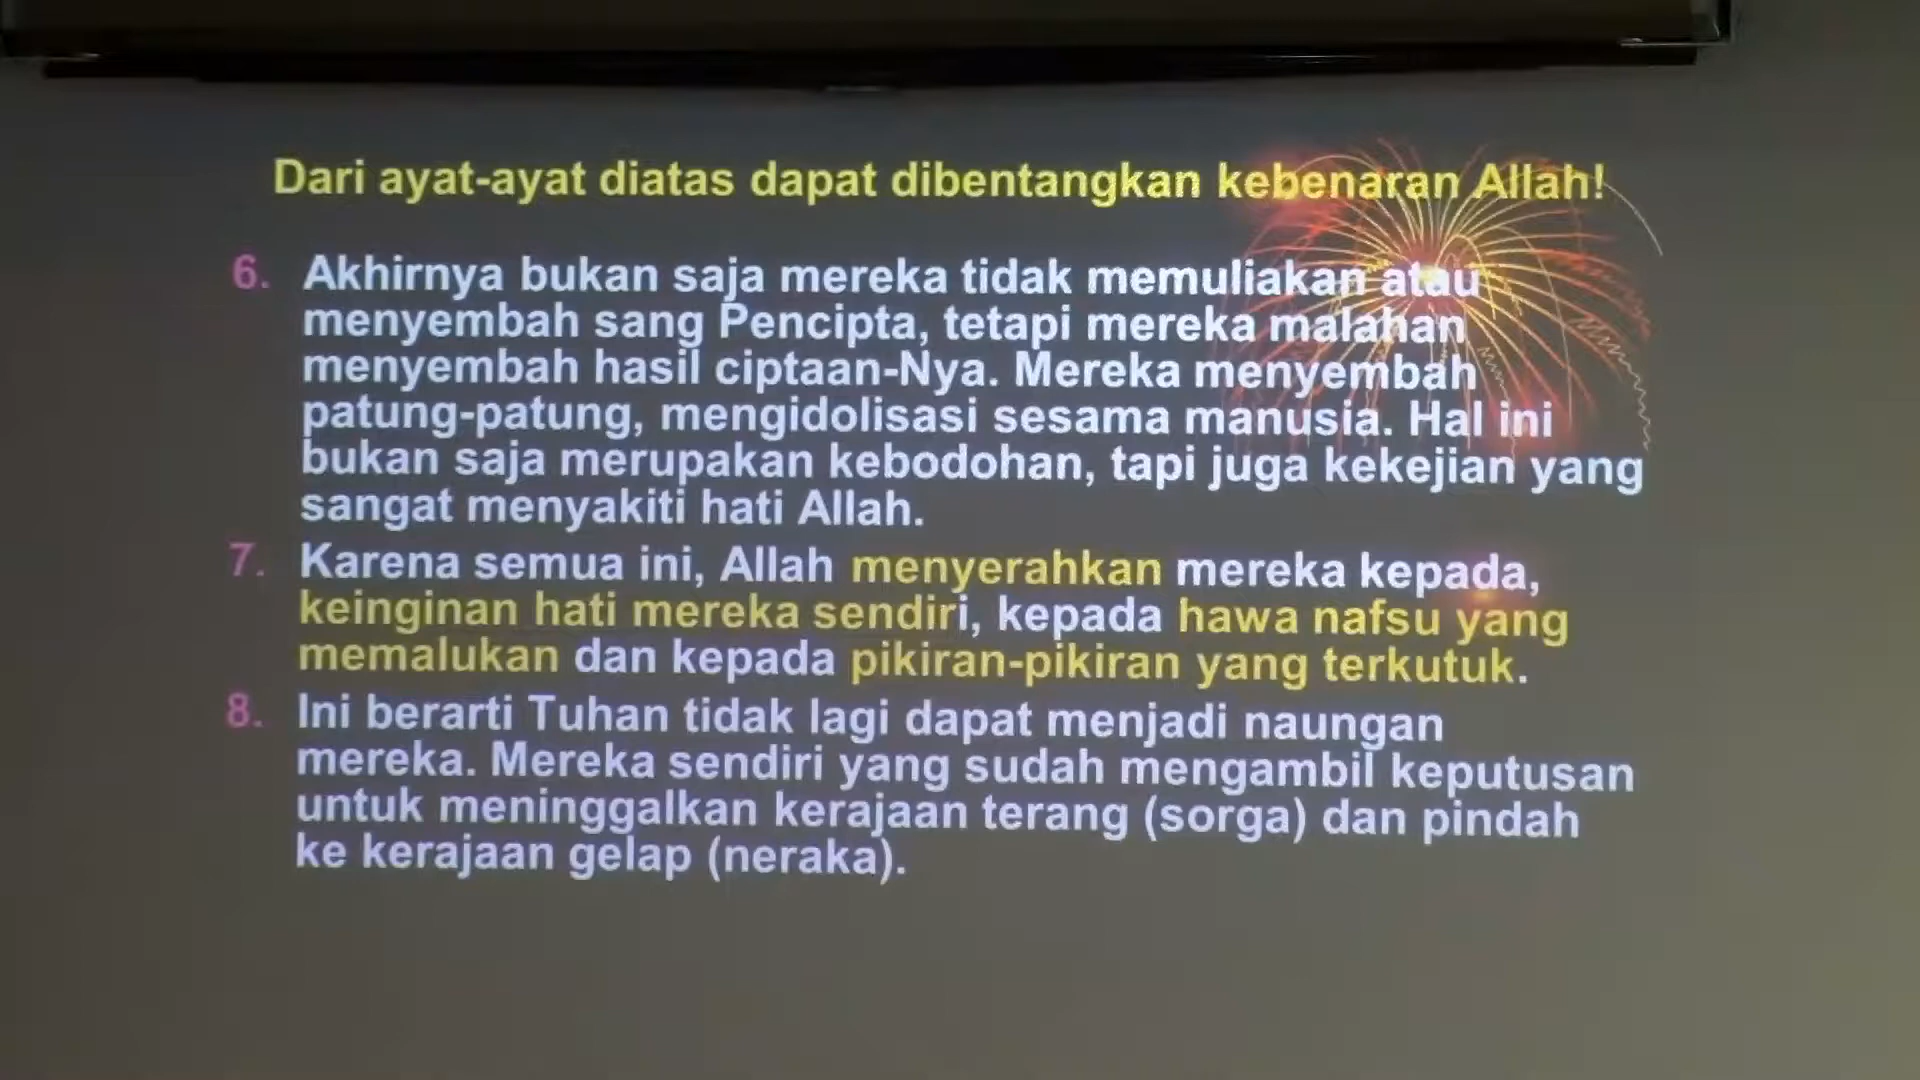 Dari ayat-ayat diatas dapat dibentangkan kebenaran Allah!
6. Akhirnya bukan saja mereka tidak memuliakan atau
menyembah sang Pencipta, tetapi mereka malahan
menyembah hasil ciptaan-Nya. Mereka menyembah
patung-patung, mengidolisasi sesama manusia. Hal ini
bukan saja merupakan kebodohan, tapi juga kekejian yang
sangat menyakiti hati Allah.
7. Karena semua ini, Allah menyerahkan mereka kepada,
keinginan hati mereka sendiri, kepada hawa nafsu yang
memalukan dan kepada pikiran-pikiran yang terkutuk.
8. Ini berarti Tuhan tidak lagi dapat menjadi naungan
mereka. Mereka sendiri yang sudah mengambil keputusan
untuk meninggalkan kerajaan terang (sorga) dan pindah
ke kerajaan gelap (neraka).